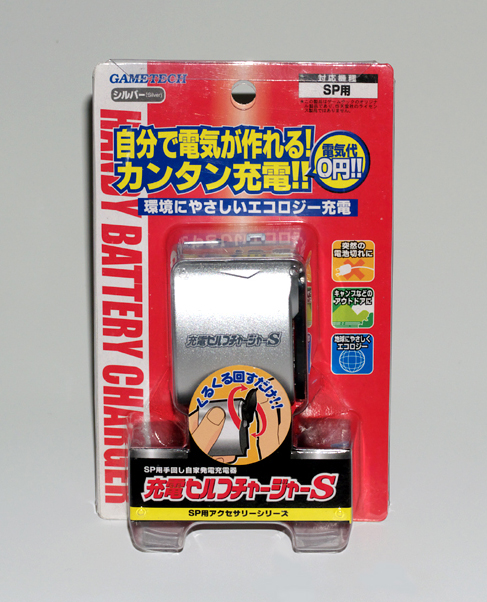 GAMETECH
シルバー(Silver)
対応機種
SP用
HANDY BATTERY CHARGER
自分で電気が作れる!
カンタン充電!!
電気代
0円!!
環境にやさしいエコロジー充電
突然の
電池切れに
キャンプなどの
アウトドアに
地球にやさしく
エコロジー
充電セルフチャージャーS
くるくる回すだけ!!
SP用手回し自家発電充電器
充電セルフチャージャーS
SP用アクセサリーシリーズ